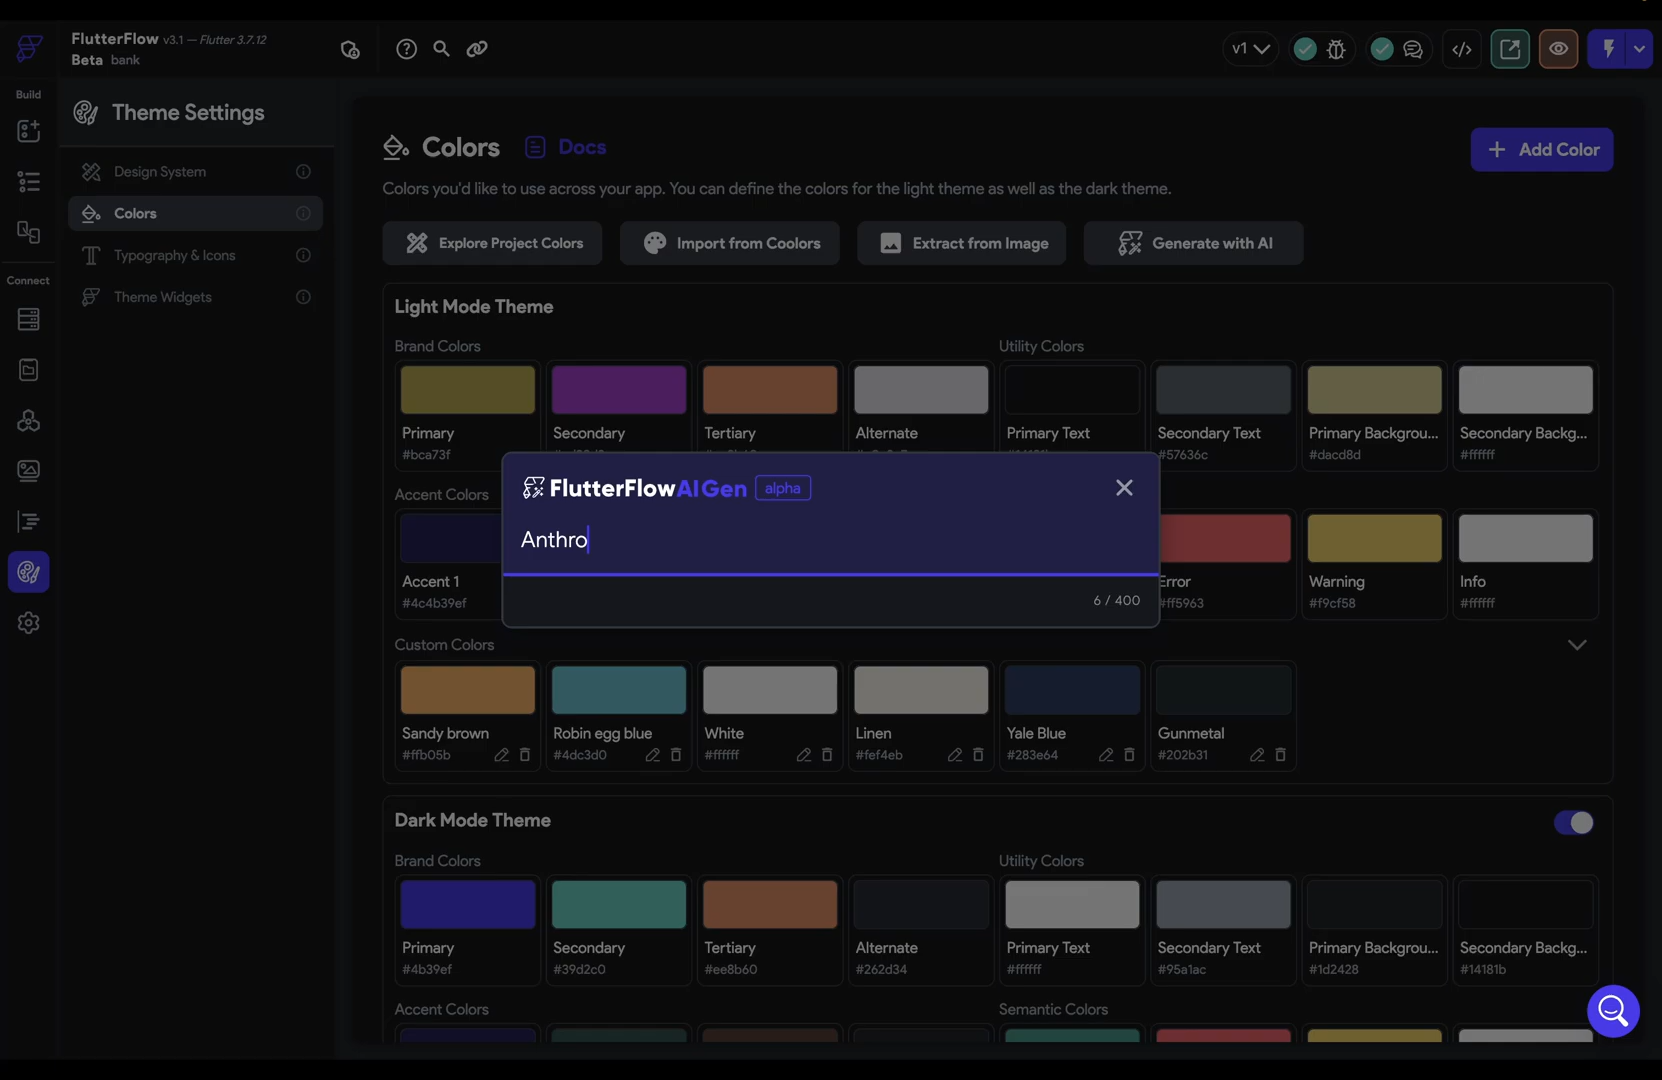 FlutterFlow v3.1 — Flutter 3.7.12
Beta bank
v1
Build
Connect
Theme Settings
Design System
Colors
Typography & Icons
Theme Widgets
Colors Docs
Add Color
Colors you'd like to use across your app. You can define the colors for the light theme as well as the dark theme.
Explore Project Colors Import from Coolors Extract from Image Generate with AI
Light Mode Theme
Brand Colors Utility Colors
Primary Secondary Tertiary Alternate Primary Text Secondary Text Primary Backgrou... Secondary Backg...
#bca73f #57636c #dacd8d #ffffff
Accent Colors
FlutterFlowAIGen alpha
Anthro
6 / 400
Accent 1 Error Warning Info
#4c4b39ef #ff5963 #f9cf58 #ffffff
Custom Colors
Sandy brown Robin egg blue White Linen Yale Blue Gunmetal
#ffb05b #4dc3d0 #ffffff #fef4eb #283e64 #202b31
Dark Mode Theme
Brand Colors Utility Colors
Primary Secondary Tertiary Alternate Primary Text Secondary Text Primary Backgrou... Secondary Backg...
#4b39ef #39d2c0 #ee8b60 #262d34 #ffffff #95a1ac #1d2428 #14181b
Accent Colors Semantic Colors